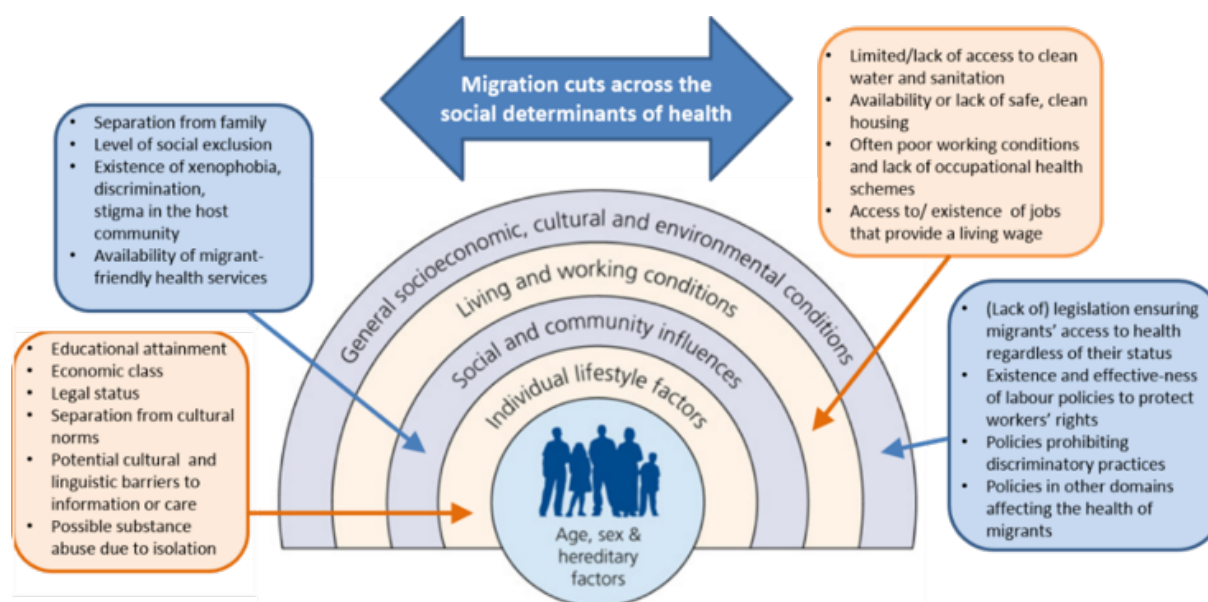 Migration cuts across the
social determinants of health
• Separation from family
• Level of social exclusion
• Existence of xenophobia,
discrimination,
stigma in the host
community
• Availability of migrant-
friendly health services
• Educational attainment
• Economic class
• Legal status
• Separation from cultural
norms
• Potential cultural and
linguistic barriers to
information or care
• Possible substance
abuse due to isolation
General socioeconomic, cultural and environmental conditions
Living and working conditions
Social and community influences
Individual lifestyle factors
Age, sex &
hereditary
factors
• Limited/lack of access to clean
water and sanitation
• Availability or lack of safe, clean
housing
• Often poor working conditions
and lack of occupational health
schemes
• Access to/ existence of jobs
that provide a living wage
• (Lack of) legislation ensuring
migrants' access to health
regardless of their status
• Existence and effective-ness
of labour policies to protect
workers' rights
• Policies prohibiting
discriminatory practices
• Policies in other domains
affecting the health of
migrants